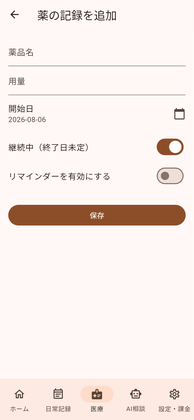 薬の記録を追加
薬品名
用量
開始日
2026-08-06
継続中（終了日未定）
リマインダーを有効にする
保存
ホーム
日常記録
医療
AI相談
設定・課金